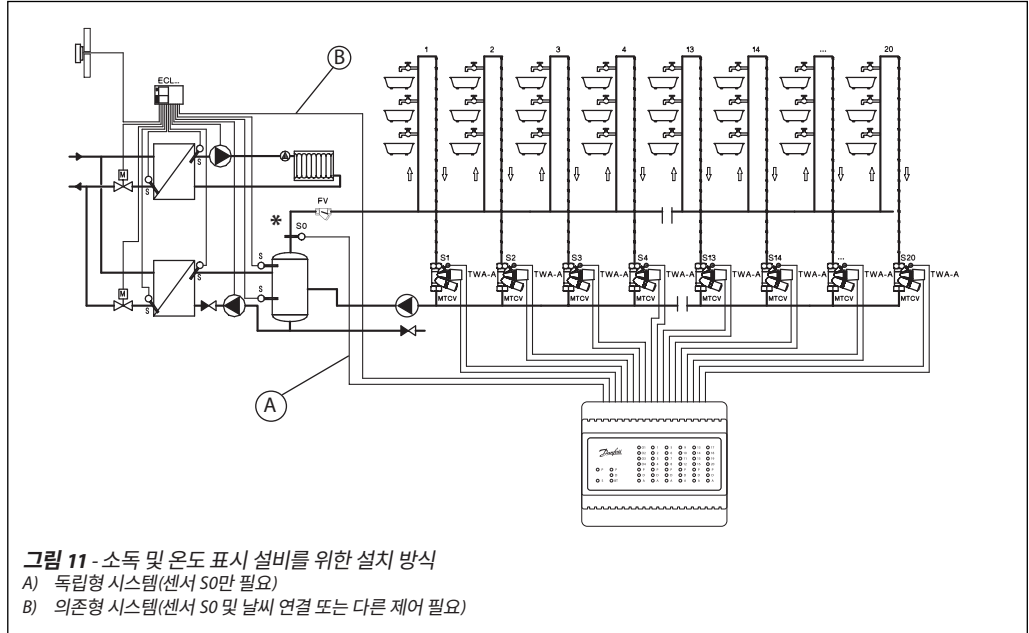 1 2 3 4 13 14 ... 20
B
ECL...
S S
M
S
FV
*
S0
S
S
S
M
S
S1 S2 S3 S4 S13 S14 ... S20
TWA-A TWA-A TWA-A TWA-A TWA-A TWA-A TWA-A TWA-A
MTCV MTCV MTCV MTCV MTCV MTCV MTCV MTCV
A
Danfoss
그림 11 - 소독 및 온도 표시 설비를 위한 설치 방식
A) 독립형 시스템(센서 S0만 필요)
B) 의존형 시스템(센서 S0 및 날씨 연결 또는 다른 제어 필요)